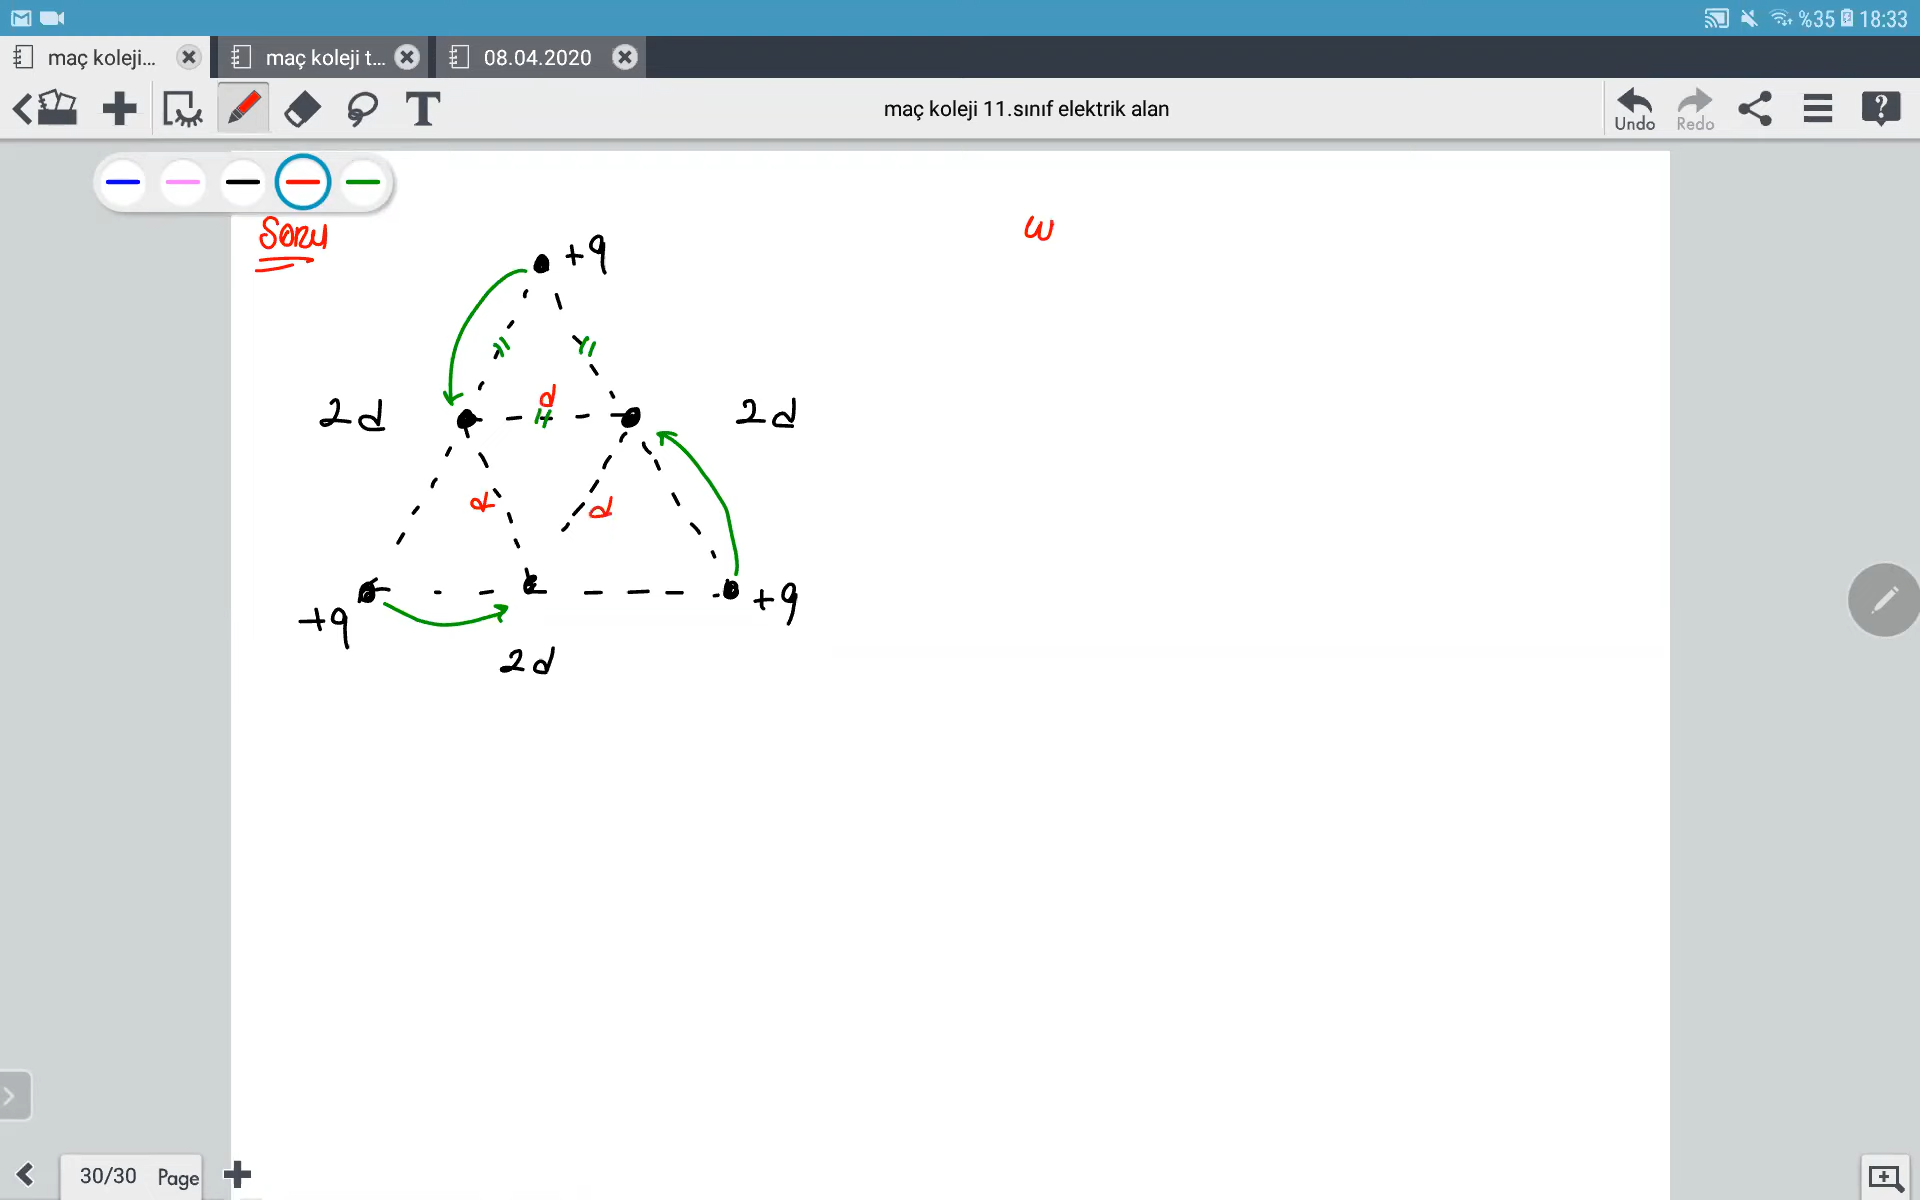 %35 18:33
maç koleji... maç koleji t... 08.04.2020
T maç koleji 11.sınıf elektrik alan Undo Redo
Soru
W
+q
d
2d 2d
d d
+q +q
2d
30/30 Page